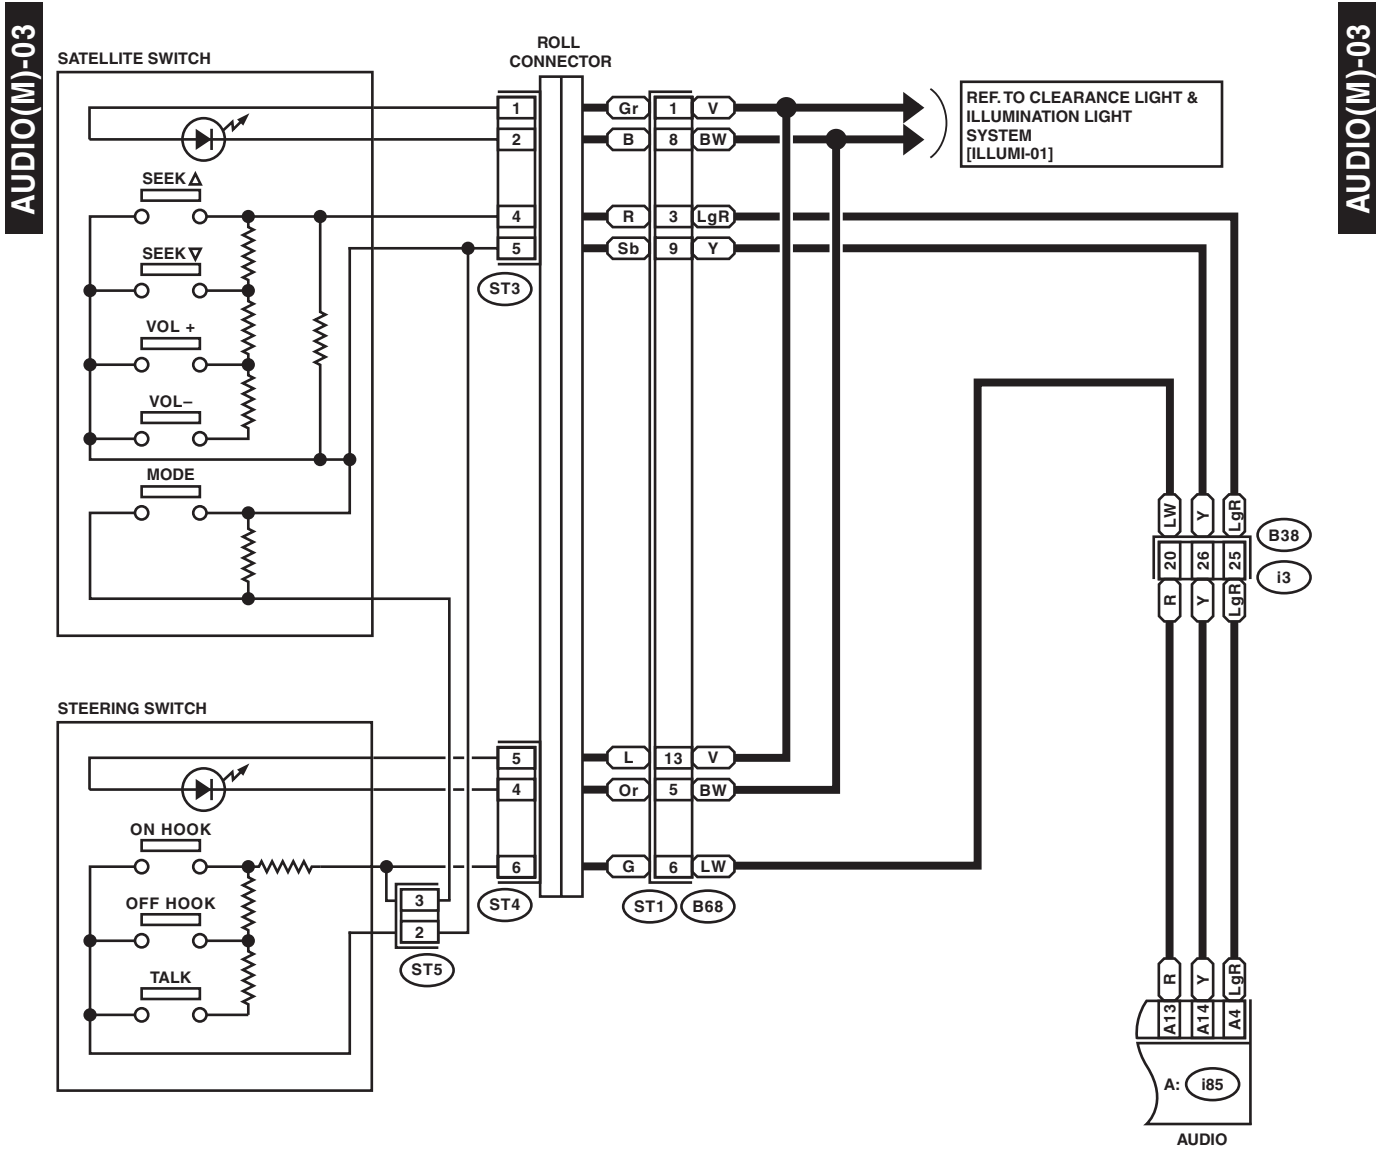 AUDIO(M)-03
AUDIO(M)-03
SATELLITE SWITCH
ROLL
CONNECTOR
REF. TO CLEARANCE LIGHT &
ILLUMINATION LIGHT
SYSTEM
[ILLUMI-01]
1 Gr 1 V
2 B 8 BW
SEEK △
4 R 3 LgR
5 Sb 9 Y
SEEK ▽
ST3
VOL +
VOL–
MODE
LW Y LgR
20 26 25
B38
i3
R Y LgR
STEERING SWITCH
5 L 13 V
4 Or 5 BW
ON HOOK
6 G 6 LW
OFF HOOK
3
2
ST4
ST1 B68
ST5
TALK
R Y LgR
A13 A14 A4
A: i85
AUDIO